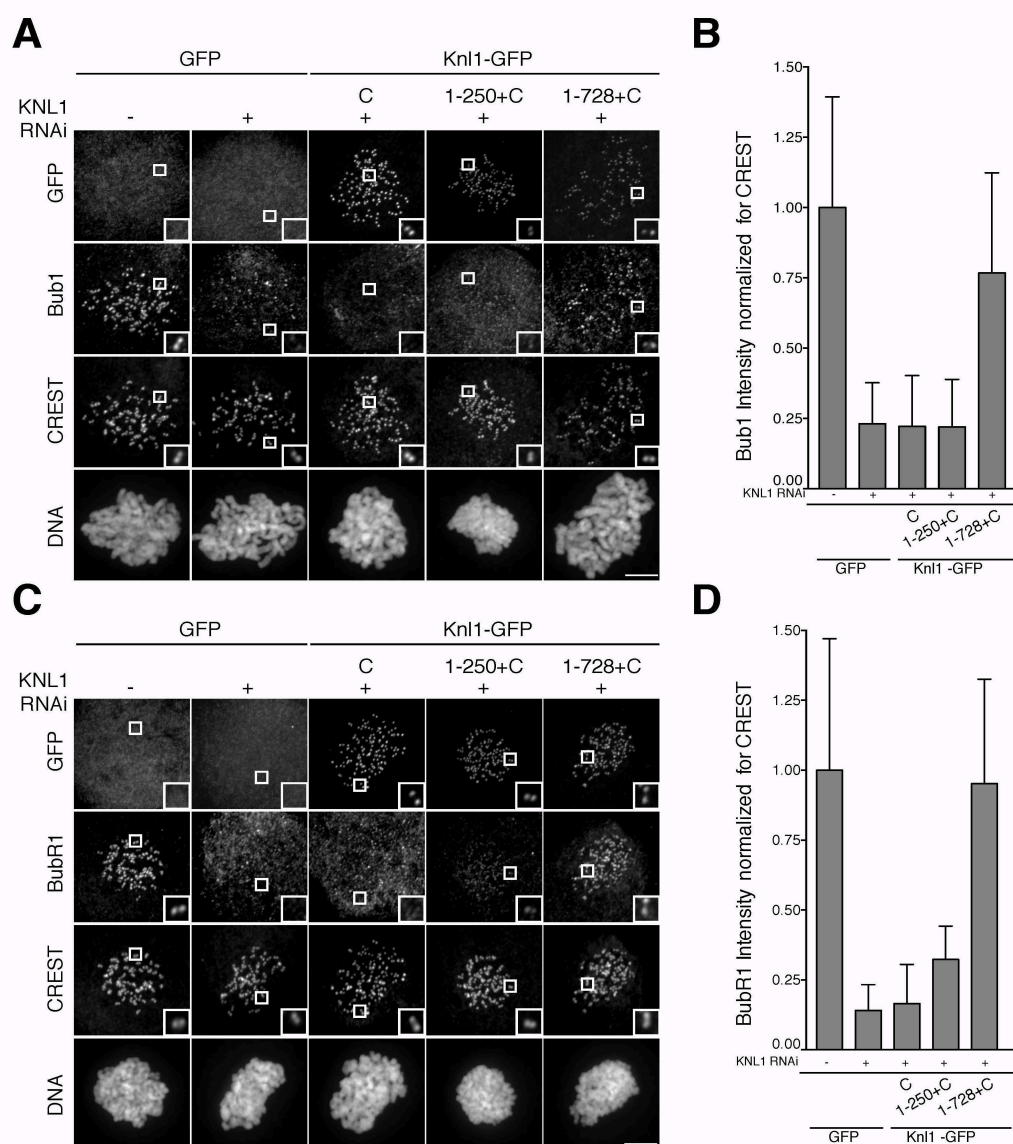 A
GFP Knl1-GFP
C 1-250+C 1-728+C
KNL1
RNAi - + + + +
GFP
Bub1
CREST
DNA
B
Bub1 Intensity normalized for CREST
1.50
1.25
1.00
0.75
0.50
0.25
0.00
KNL1 RNAi - + + + +
C 1-250+C 1-728+C
GFP Knl1 -GFP
C
GFP Knl1-GFP
C 1-250+C 1-728+C
KNL1
RNAi - + + + +
GFP
BubR1
CREST
DNA
D
BubR1 Intensity normalized for CREST
1.50
1.25
1.00
0.75
0.50
0.25
0.00
KNL1 RNAi - + + + +
C 1-250+C 1-728+C
GFP Knl1 -GFP